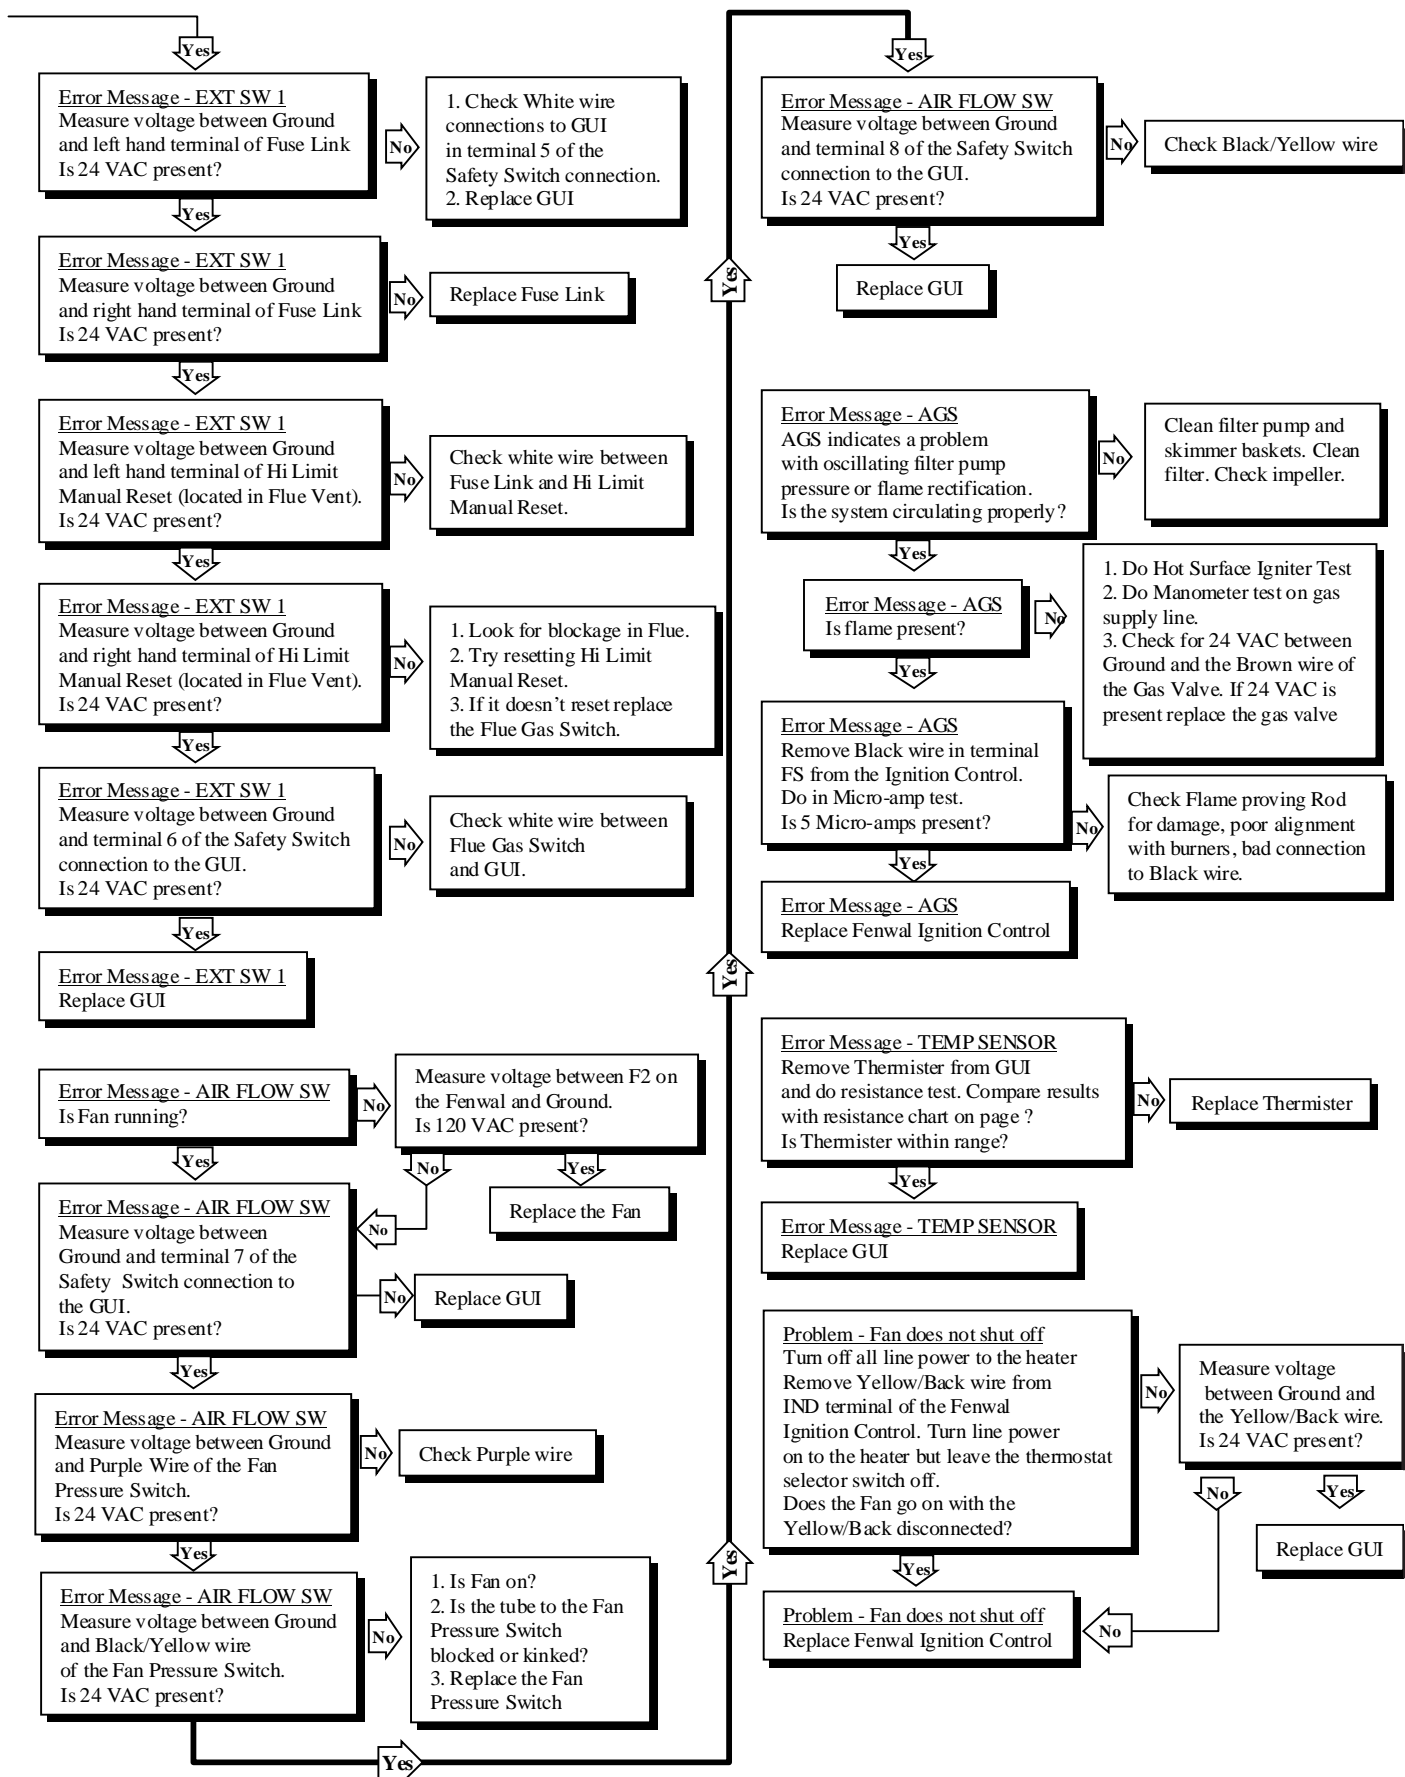 Yes
Error Message - EXT SW 1
Measure voltage between Ground
and left hand terminal of Fuse Link
Is 24 VAC present?
No
1. Check White wire
connections to GUI
in terminal 5 of the
Safety Switch connection.
2. Replace GUI
Yes
Error Message - EXT SW 1
Measure voltage between Ground
and right hand terminal of Fuse Link
Is 24 VAC present?
No
Replace Fuse Link
Yes
Error Message - EXT SW 1
Measure voltage between Ground
and left hand terminal of Hi Limit
Manual Reset (located in Flue Vent).
Is 24 VAC present?
No
Check white wire between
Fuse Link and Hi Limit
Manual Reset.
Yes
Error Message - EXT SW 1
Measure voltage between Ground
and right hand terminal of Hi Limit
Manual Reset (located in Flue Vent).
Is 24 VAC present?
No
1. Look for blockage in Flue.
2. Try resetting Hi Limit
Manual Reset.
3. If it doesn't reset replace
the Flue Gas Switch.
Yes
Error Message - EXT SW 1
Measure voltage between Ground
and terminal 6 of the Safety Switch
connection to the GUI.
Is 24 VAC present?
No
Check white wire between
Flue Gas Switch
and GUI.
Yes
Error Message - EXT SW 1
Replace GUI
Error Message - AIR FLOW SW
Is Fan running?
No
Measure voltage between F2 on
the Fenwal and Ground.
Is 120 VAC present?
No
Yes
Replace the Fan
Yes
No
Error Message - AIR FLOW SW
Measure voltage between
Ground and terminal 7 of the
Safety Switch connection to
the GUI.
Is 24 VAC present?
No
Replace GUI
Yes
Error Message - AIR FLOW SW
Measure voltage between Ground
and Purple Wire of the Fan
Pressure Switch.
Is 24 VAC present?
No
Check Purple wire
Yes
Error Message - AIR FLOW SW
Measure voltage between Ground
and Black/Yellow wire
of the Fan Pressure Switch.
Is 24 VAC present?
No
1. Is Fan on?
2. Is the tube to the Fan
Pressure Switch
blocked or kinked?
3. Replace the Fan
Pressure Switch
Yes
Yes
Yes
Yes
Yes
Error Message - AIR FLOW SW
Measure voltage between Ground
and terminal 8 of the Safety Switch
connection to the GUI.
Is 24 VAC present?
No
Check Black/Yellow wire
Yes
Replace GUI
Error Message - AGS
AGS indicates a problem
with oscillating filter pump
pressure or flame rectification.
Is the system circulating properly?
No
Clean filter pump and
skimmer baskets. Clean
filter. Check impeller.
Yes
Error Message - AGS
Is flame present?
No
1. Do Hot Surface Igniter Test
2. Do Manometer test on gas
supply line.
3. Check for 24 VAC between
Ground and the Brown wire of
the Gas Valve. If 24 VAC is
present replace the gas valve
Yes
Error Message - AGS
Remove Black wire in terminal
FS from the Ignition Control.
Do in Micro-amp test.
Is 5 Micro-amps present?
No
Check Flame proving Rod
for damage, poor alignment
with burners, bad connection
to Black wire.
Yes
Error Message - AGS
Replace Fenwal Ignition Control
Error Message - TEMP SENSOR
Remove Thermister from GUI
and do resistance test. Compare results
with resistance chart on page ?
Is Thermister within range?
No
Replace Thermister
Yes
Error Message - TEMP SENSOR
Replace GUI
Problem - Fan does not shut off
Turn off all line power to the heater
Remove Yellow/Back wire from
IND terminal of the Fenwal
Ignition Control. Turn line power
on to the heater but leave the thermostat
selector switch off.
Does the Fan go on with the
Yellow/Back disconnected?
No
Measure voltage
between Ground and
the Yellow/Back wire.
Is 24 VAC present?
No
Yes
Replace GUI
Yes
No
Problem - Fan does not shut off
Replace Fenwal Ignition Control